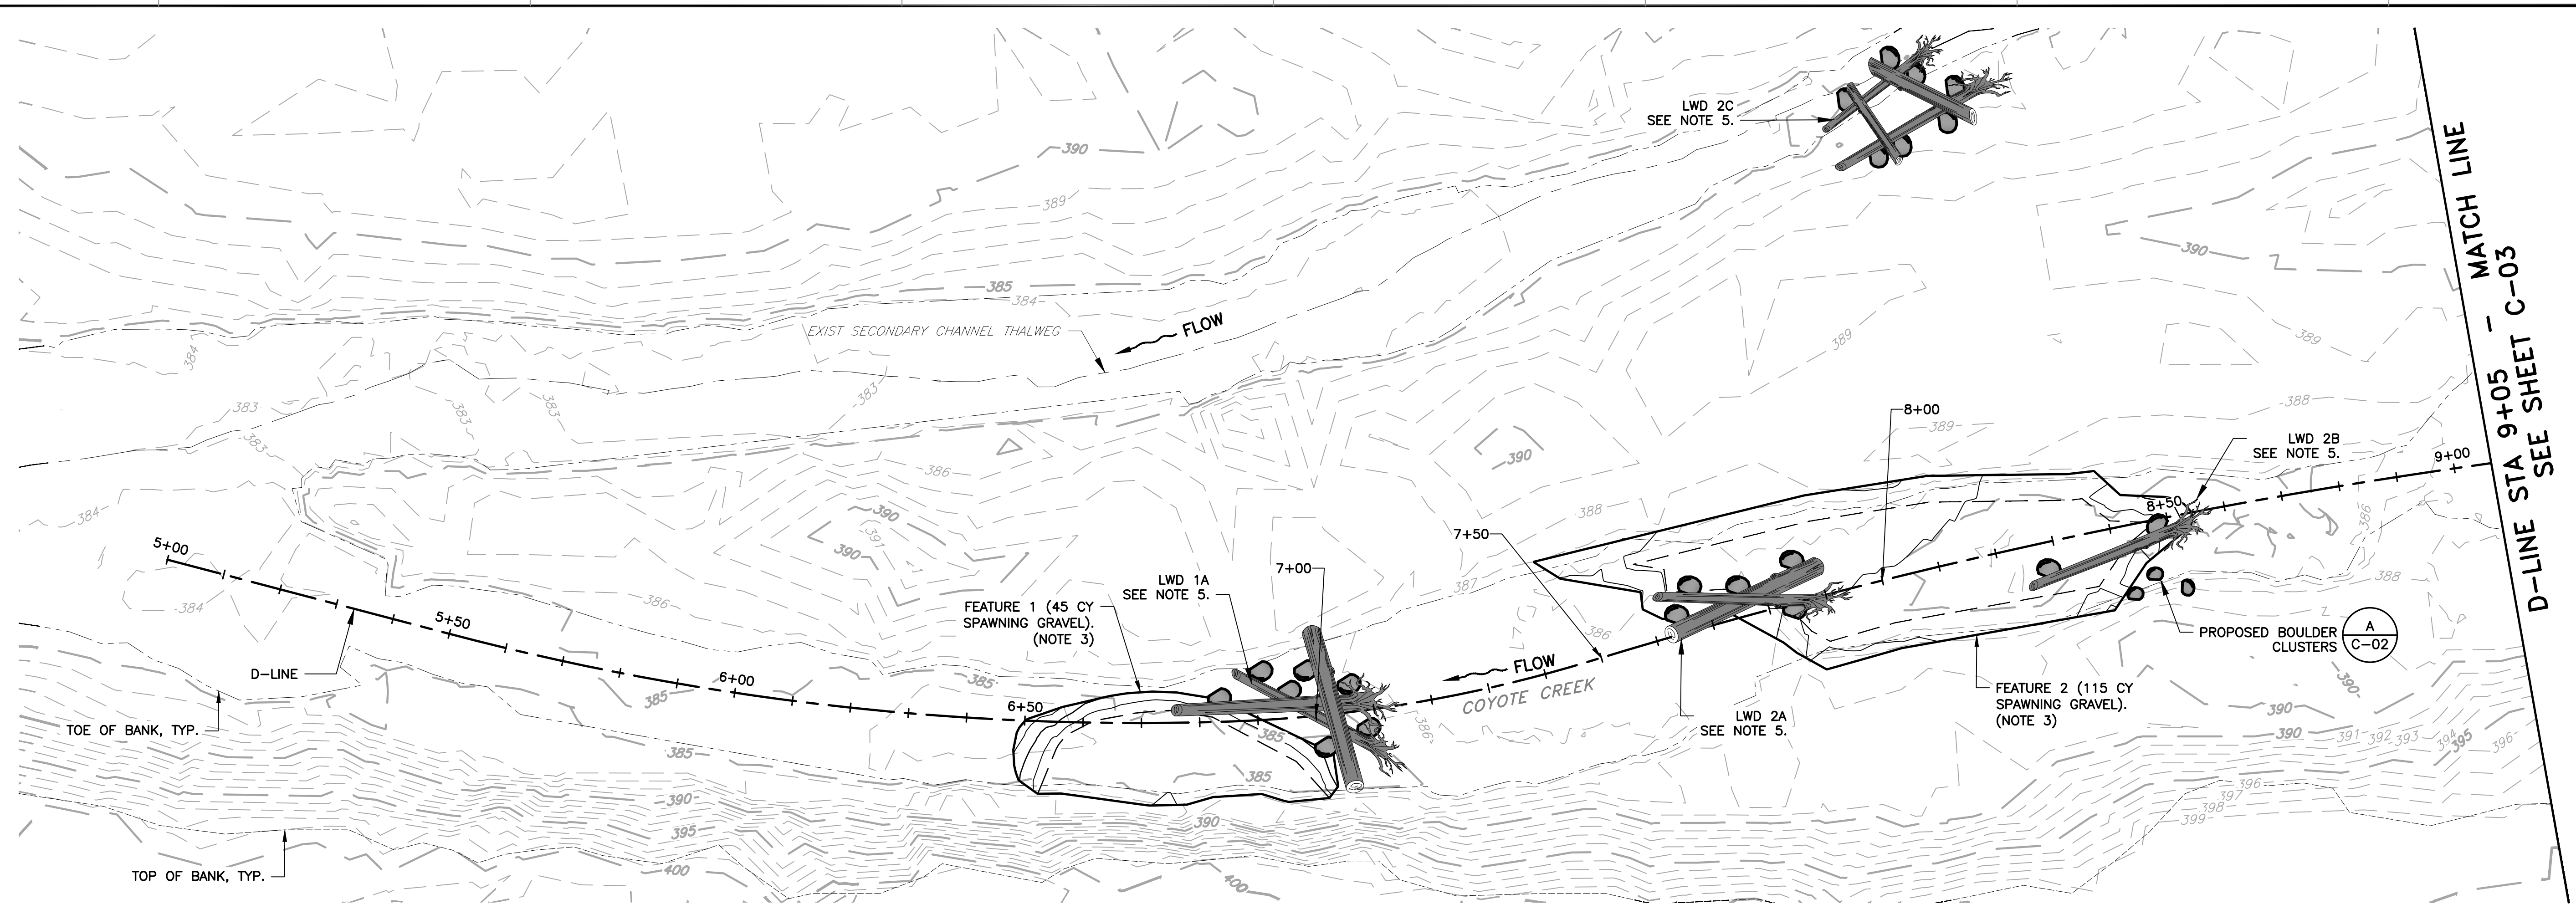 LWD 2C
SEE NOTE 5.
390
389
385
384
EXIST SECONDARY CHANNEL THALWEG
FLOW
384
383
383
383
383
383
386
390
389
390
389
388
8+00
389
LWD 2B
SEE NOTE 5.
9+00
MATCH LINE
D-LINE STA 9+05 -
SEE SHEET C-03
384
390
390
391
388
8+50
386
7+50
5+00
387
7+00
388
384
386
LWD 1A
SEE NOTE 5.
FEATURE 1 (45 CY
SPAWNING GRAVEL).
(NOTE 3)
5+50
386
PROPOSED BOULDER
CLUSTERS
A
C-02
D-LINE
6+00
385
385
FLOW
COYOTE CREEK
FEATURE 2 (115 CY
SPAWNING GRAVEL).
(NOTE 3)
390
390
6+50
TOE OF BANK, TYP.
LWD 2A
SEE NOTE 5.
385
386
390
391
392
393
394
395
396
385
385
390
396
397
398
399
395
390
TOP OF BANK, TYP.
400
400